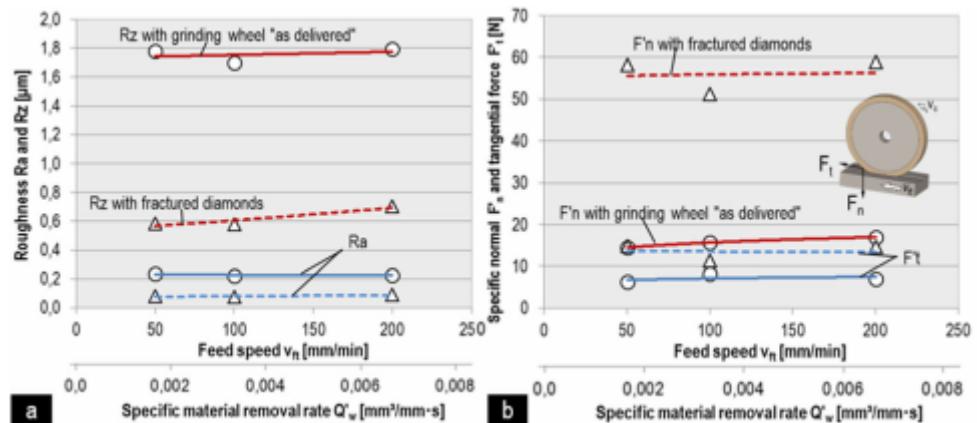 Rz with grinding wheel "as delivered"
Rz with fractured diamonds
Ra
Roughness Ra and Rz [µm]
2,0
1,8
1,6
1,4
1,2
1,0
0,8
0,6
0,4
0,2
0,0
0 50 100 150 200 250
Feed speed vft [mm/min]
0,0 0,002 0,004 0,006 0,008
Specific material removal rate Q'w [mm³/mm·s]
a
F'n with fractured diamonds
F'n with grinding wheel "as delivered"
F't
Ft
Fn
vc
Specific normal F'n and tangential force F't [N]
70
60
50
40
30
20
10
0
0 50 100 150 200 250
Feed speed vft [mm/min]
0,0 0,002 0,004 0,006 0,008
Specific material removal rate Q'w [mm³/mm·s]
b